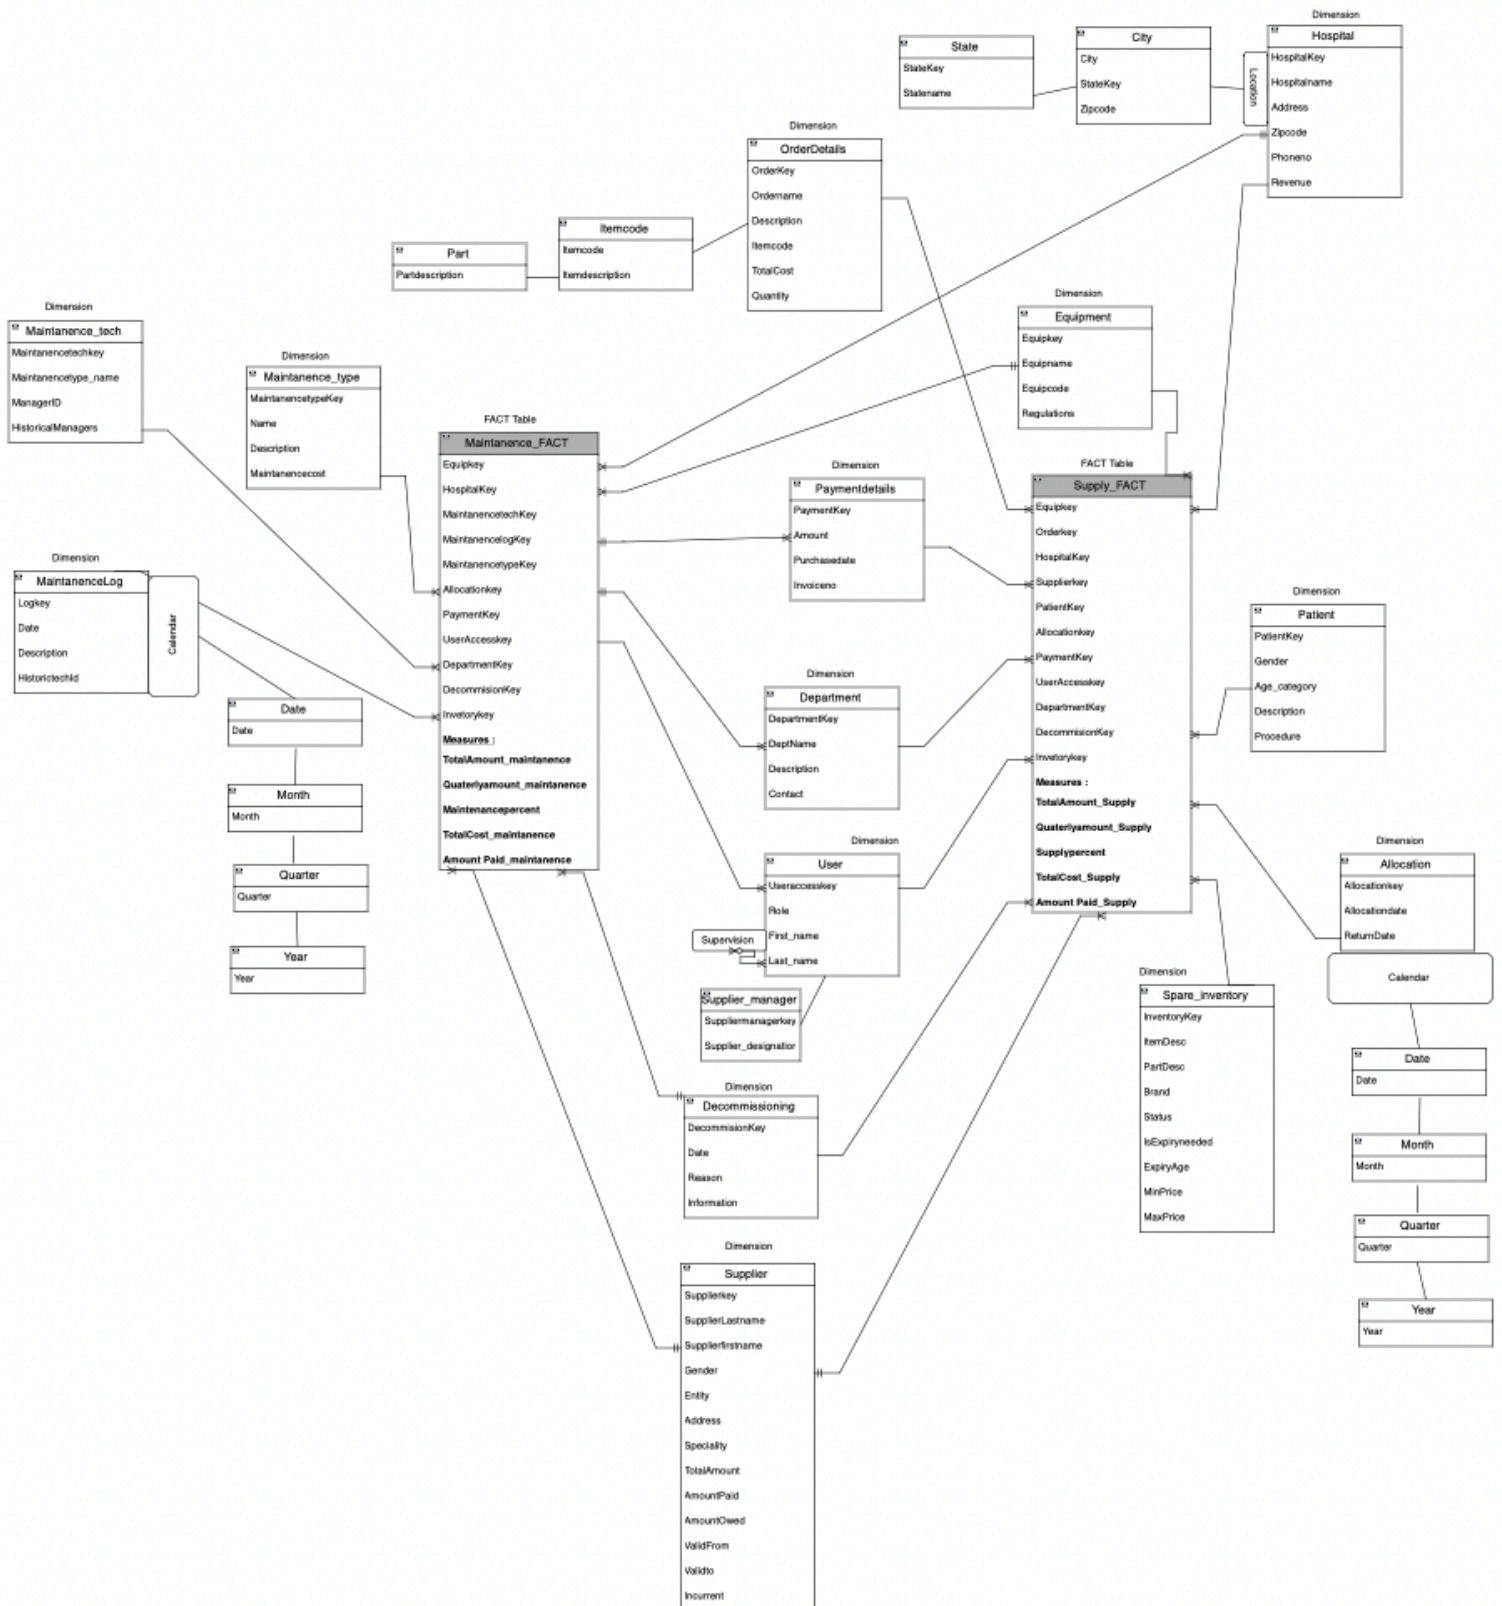 Dimension
Hospital
HospitalKey
Hospitalname
Address
Zipcode
Phoneno
Revenue
Location
City
City
StateKey
Zipcode
State
StateKey
Statename
Dimension
OrderDetails
OrderKey
Ordername
Description
Itemcode
TotalCost
Quantity
Itemcode
Itemcode
Itemdescription
Part
Partdescription
Dimension
Equipment
Equipkey
Equipname
Equipcode
Regulations
Dimension
Maintanence_tech
Maintanencetechkey
Maintanencetype_name
ManagerID
HistoricalManagers
Dimension
Maintanence_type
MaintanencetypeKey
Name
Description
Maintanencecost
FACT Table
Maintanence_FACT
Equipkey
HospitalKey
MaintanencetechKey
MaintanencelogKey
MaintanencetypeKey
Allocationkey
PaymentKey
UserAccesskey
DepartmentKey
DecommisionKey
Invetorykey
Measures :
TotalAmount_maintanence
Quaterlyamount_maintanence
Maintenancepercent
TotalCost_maintanence
Amount Paid_maintanence
Dimension
Paymentdetails
PaymentKey
Amount
Purchasedate
Invoiceno
FACT Table
Supply_FACT
Equipkey
Orderkey
HospitalKey
Supplierkey
PatientKey
Allocationkey
PaymentKey
UserAccesskey
DepartmentKey
DecommisionKey
Invetorykey
Measures :
TotalAmount_Supply
Quaterlyamount_Supply
Supplypercent
TotalCost_Supply
Amount Paid_Supply
Dimension
MaintanenceLog
Logkey
Date
Description
HistorictechId
Calendar
Date
Date
Month
Month
Quarter
Quarter
Year
Year
Dimension
Department
DepartmentKey
DeptName
Description
Contact
Dimension
Patient
PatientKey
Gender
Age_category
Description
Procedure
Dimension
User
Useraccesskey
Role
First_name
Last_name
Supervision
Supplier_manager
Suppliermanagerkey
Supplier_designatior
Dimension
Allocation
Allocationkey
Allocationdate
ReturnDate
Calendar
Date
Date
Month
Month
Quarter
Quarter
Year
Year
Dimension
Spare_inventory
InventoryKey
ItemDesc
PartDesc
Brand
Status
IsExpiryneeded
ExpiryAge
MinPrice
MaxPrice
Dimension
Decommissioning
DecommisionKey
Date
Reason
Information
Dimension
Supplier
Supplierkey
SupplierLastname
Supplierfirstname
Gender
Entity
Address
Speciality
TotalAmount
AmountPaid
AmountOwed
ValidFrom
Validto
Incurrent